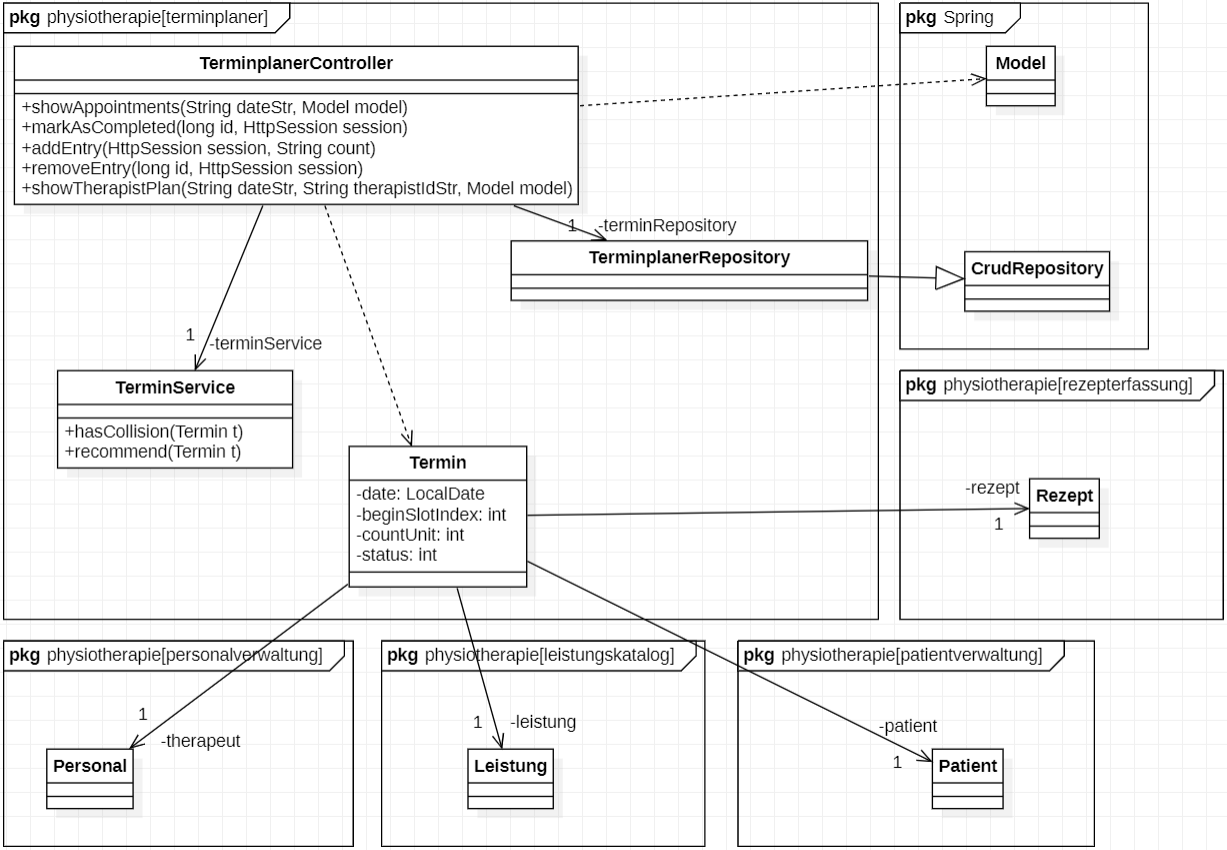 pkg physiotherapie[terminplaner]
TerminplanerController
+showAppointments(String dateStr, Model model)
+markAsCompleted(long id, HttpSession session)
+addEntry(HttpSession session, String count)
+removeEntry(long id, HttpSession session)
+showTherapistPlan(String dateStr, String therapistIdStr, Model model)
pkg Spring
Model
1
-terminRepository
TerminplanerRepository
CrudRepository
1
-terminService
TerminService
+hasCollision(Termin t)
+recommend(Termin t)
Termin
-date: LocalDate
-beginSlotIndex: int
-countUnit: int
-status: int
pkg physiotherapie[rezepterfassung]
-rezept
1
Rezept
pkg physiotherapie[personalverwaltung]
1
-therapeut
Personal
pkg physiotherapie[leistungskatalog]
1
-leistung
Leistung
pkg physiotherapie[patientverwaltung]
-patient
1
Patient